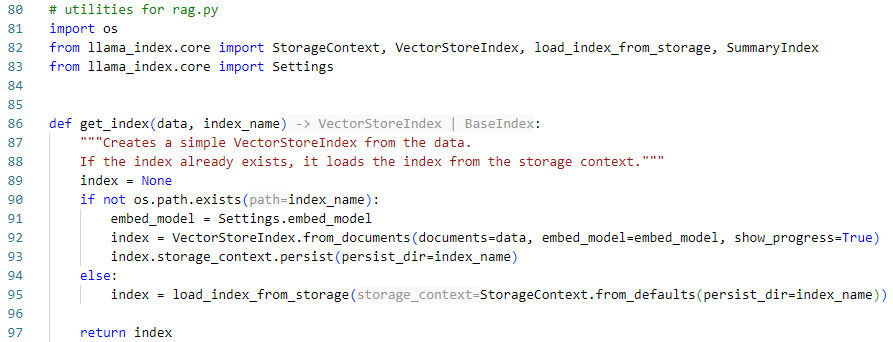 80 # utilities for rag.py
81 import os
82 from llama_index.core import StorageContext, VectorStoreIndex, load_index_from_storage, SummaryIndex
83 from llama_index.core import Settings
84
85
86 def get_index(data, index_name) -> VectorStoreIndex | BaseIndex:
87     """Creates a simple VectorStoreIndex from the data.
88     If the index already exists, it loads the index from the storage context."""
89     index = None
90     if not os.path.exists(path=index_name):
91         embed_model = Settings.embed_model
92         index = VectorStoreIndex.from_documents(documents=data, embed_model=embed_model, show_progress=True)
93         index.storage_context.persist(persist_dir=index_name)
94     else:
95         index = load_index_from_storage(storage_context=StorageContext.from_defaults(persist_dir=index_name))
96
97     return index